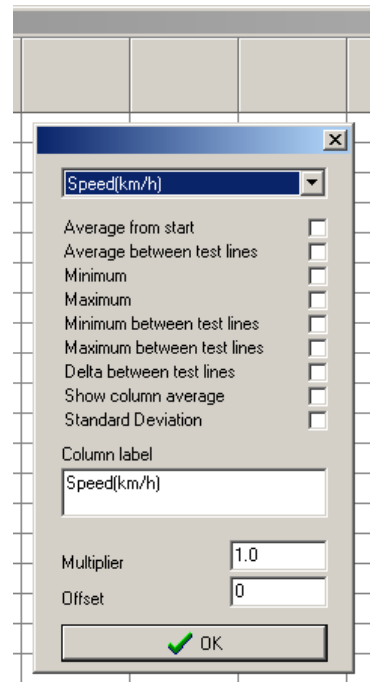 Speed(km/h)
Average from start
Average between test lines
Minimum
Maximum
Minimum between test lines
Maximum between test lines
Delta between test lines
Show column average
Standard Deviation
Column label
Speed(km/h)
Multiplier 1.0
Offset 0
OK